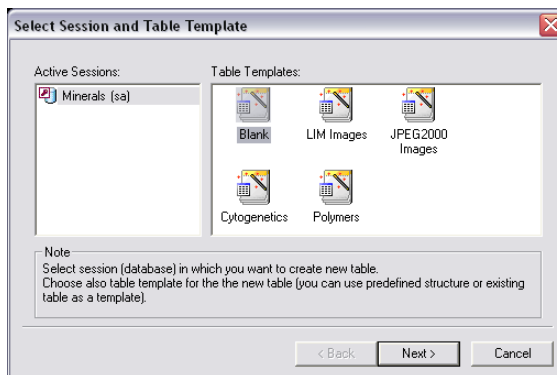 Select Session and Table Template
Active Sessions:
Table Templates:
Minerals (sa)
Blank
LIM Images
JPEG2000
Images
Cytogenetics
Polymers
Note
Select session (database) in which you want to create new table.
Choose also table template for the the new table (you can use predefined structure or existing
table as a template).
< Back
Next >
Cancel